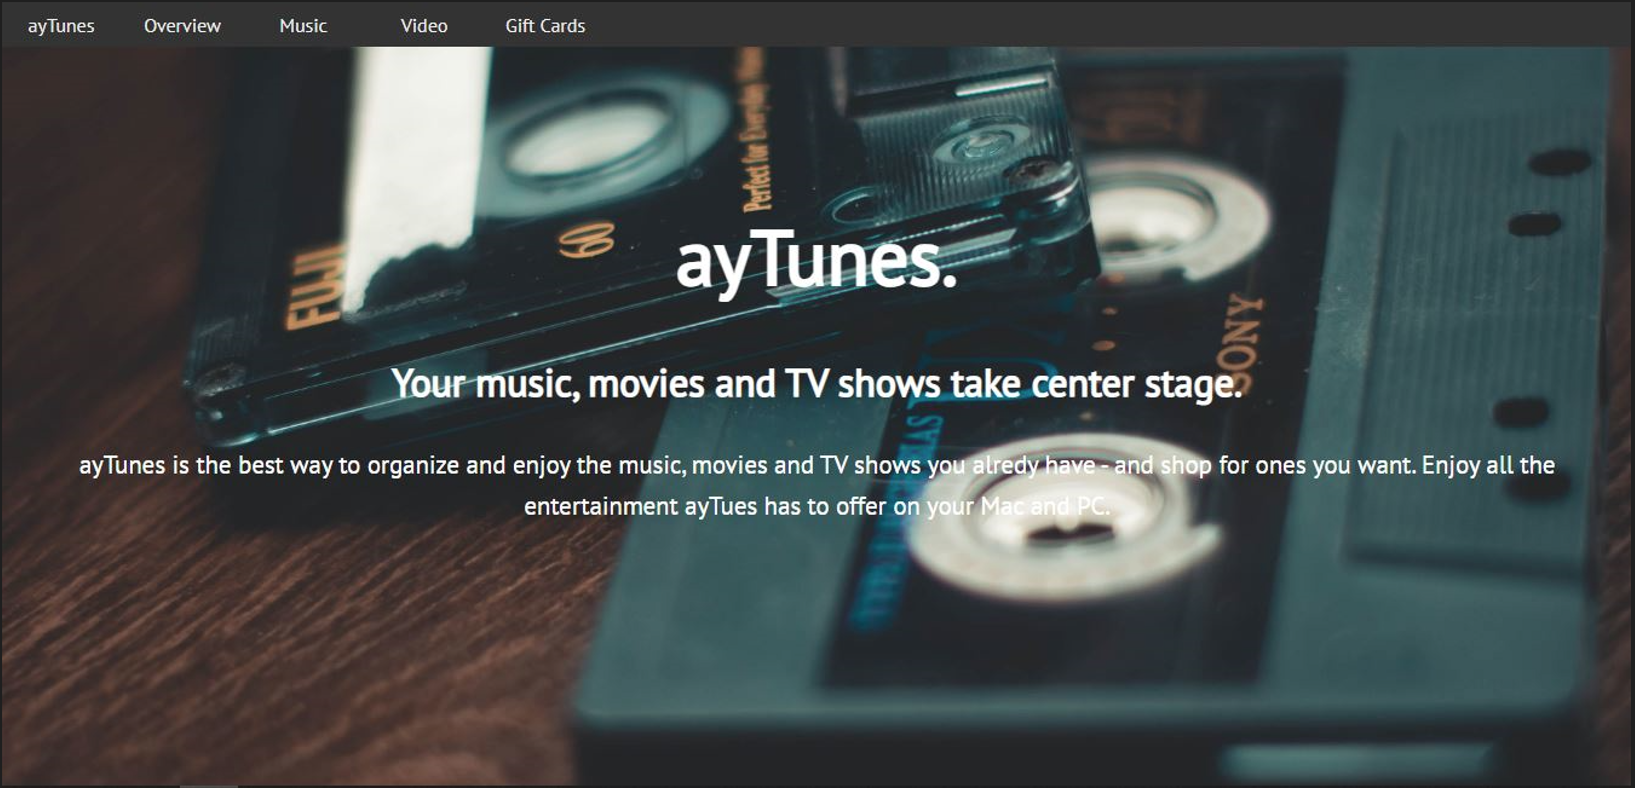 ayTunes Overview Music Video Gift Cards
Perfect for Everyday
60
FUJI
SONY
ayTunes.
Your music, movies and TV shows take center stage.
ayTunes is the best way to organize and enjoy the music, movies and TV shows you alredy have - and shop for ones you want. Enjoy all the
entertainment ayTues has to offer on your Mac and PC.